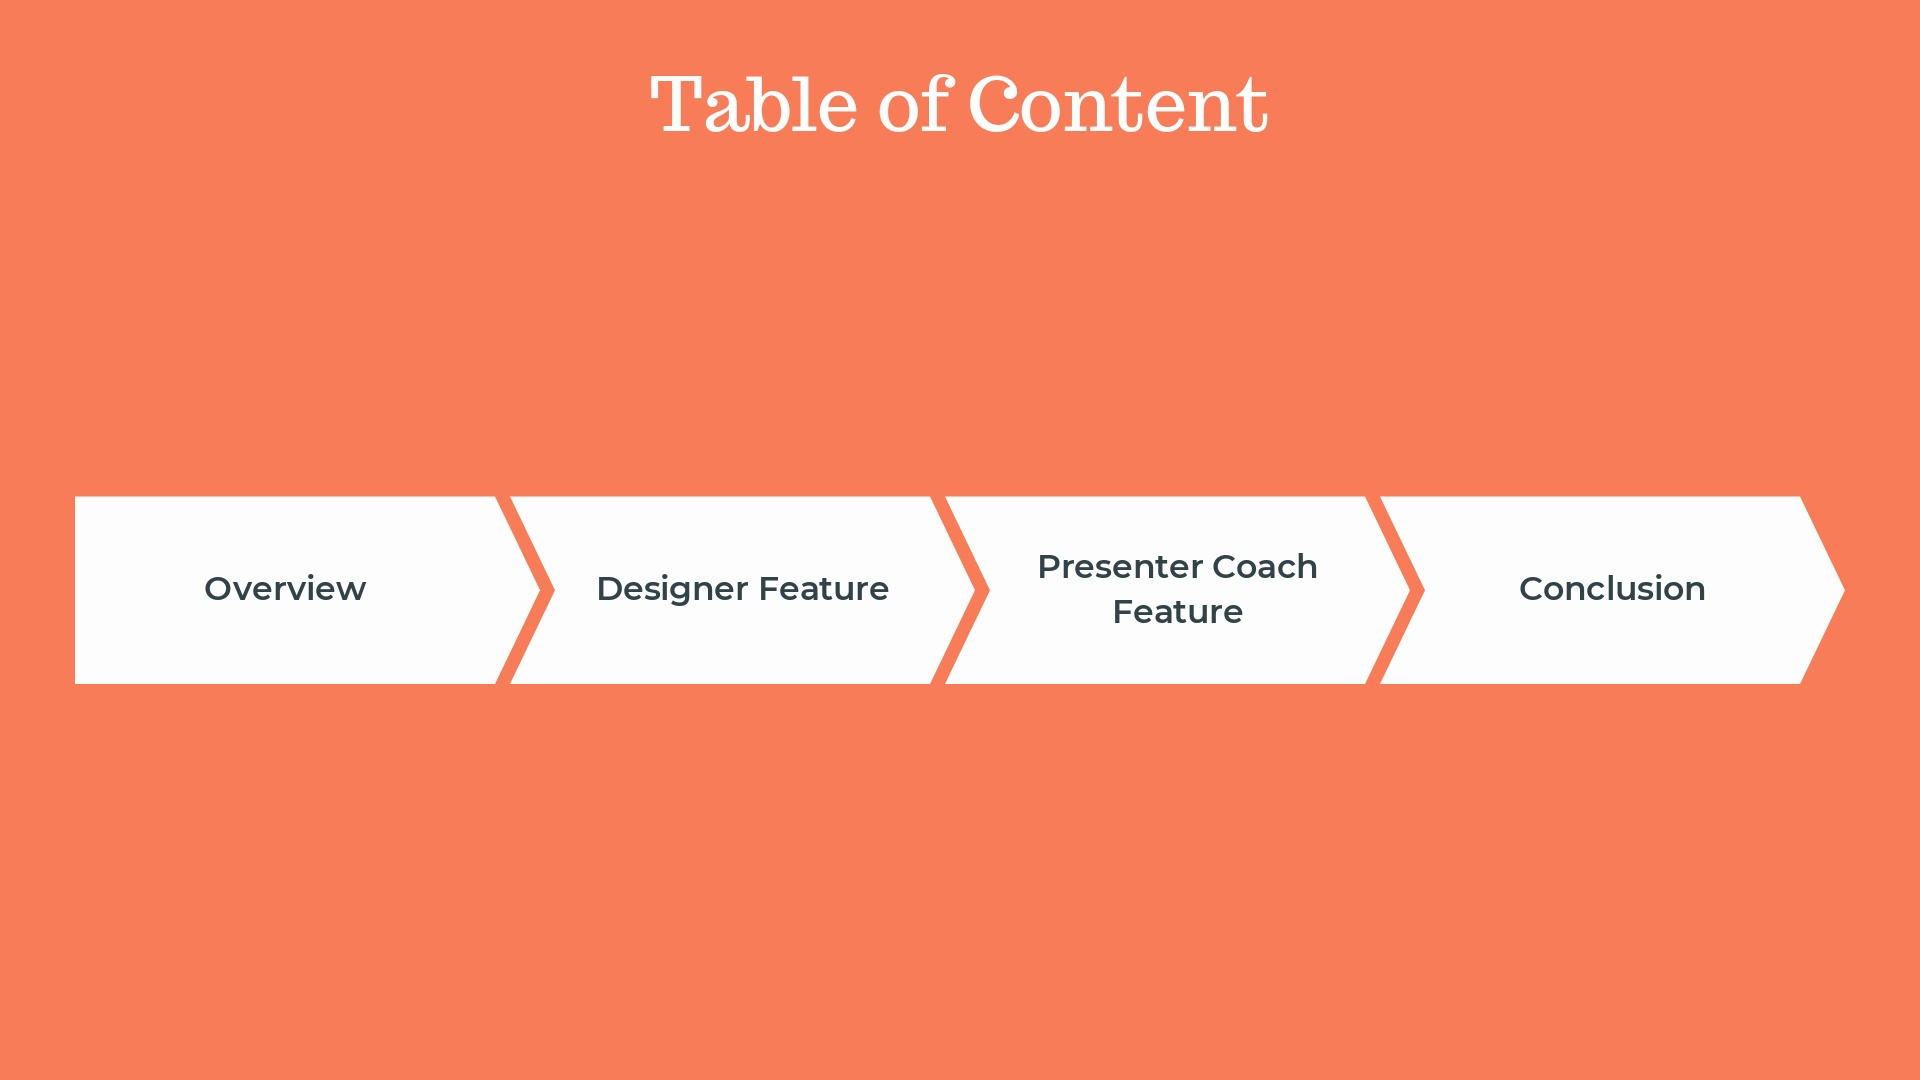 Table of Content
Overview
Designer Feature
Presenter Coach
Feature
Conclusion